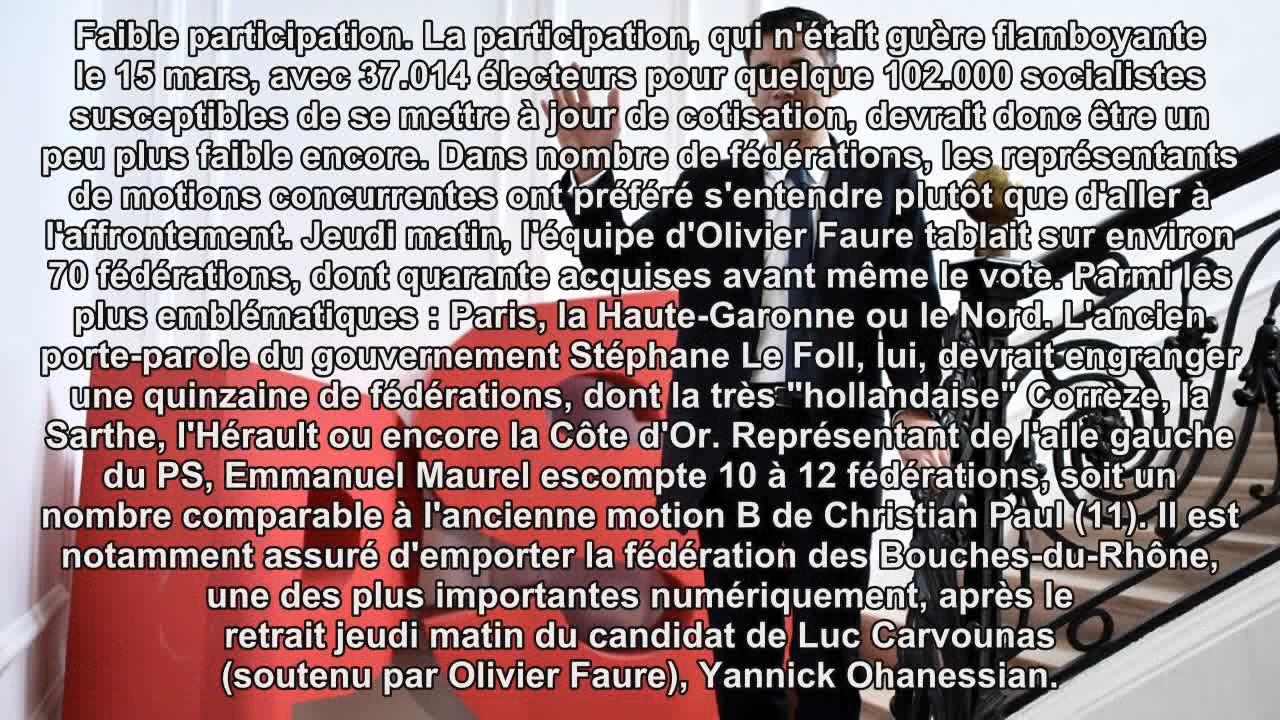 Faible participation. La participation, qui n'était guère flamboyante
le 15 mars, avec 37.014 électeurs pour quelque 102.000 socialistes
susceptibles de se mettre à jour de cotisation, devrait donc être un
peu plus faible encore. Dans nombre de fédérations, les représentants
de motions concurrentes ont préféré s'entendre plutôt que d'aller à
l'affrontement. Jeudi matin, l'équipe d'Olivier Faure tablait sur environ
70 fédérations, dont quarante acquises avant même le vote. Parmi les
plus emblématiques : Paris, la Haute-Garonne ou le Nord. L'ancien
porte-parole du gouvernement Stéphane Le Foll, lui, devrait engranger
une quinzaine de fédérations, dont la très "hollandaise" Corrèze, la
Sarthe, l'Hérault ou encore la Côte d'Or. Représentant de l'aile gauche
du PS, Emmanuel Maurel escompte 10 à 12 fédérations, soit un
nombre comparable à l'ancienne motion B de Christian Paul (11). Il est
notamment assuré d'emporter la fédération des Bouches-du-Rhône,
une des plus importantes numériquement, après le
retrait jeudi matin du candidat de Luc Carvounas
(soutenu par Olivier Faure), Yannick Ohanessian.